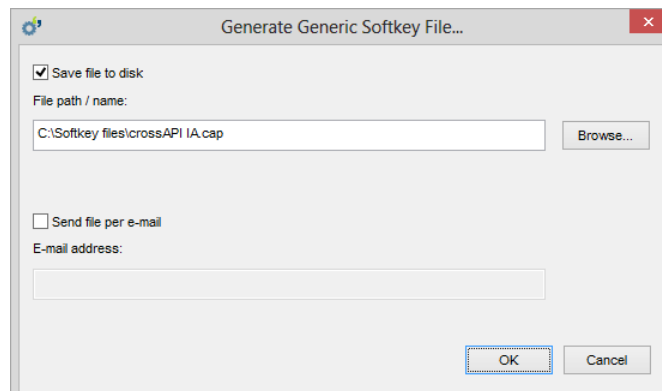 Generate Generic Softkey File...
Save file to disk
File path / name:
C:\Softkey files\crossAPI IA.cap
Browse...
Send file per e-mail
E-mail address:
OK
Cancel